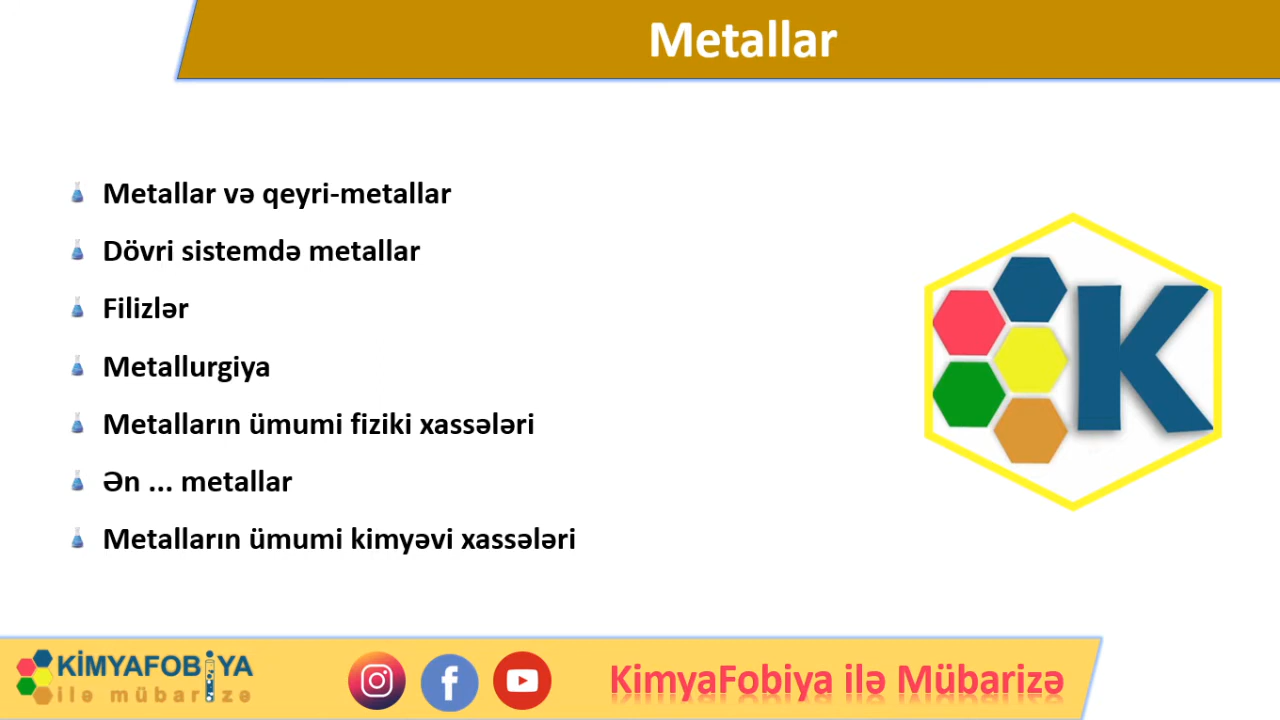 Metallar
Metallar və qeyri-metallar
Dövri sistemdə metallar
Filizlər
Metallurgiya
Metalların ümumi fiziki xassələri
Ən ... metallar
Metalların ümumi kimyəvi xassələri
K
KİMYAFOBİYA
ilə mübarizə
f
KimyaFobiya ilə Mübarizə